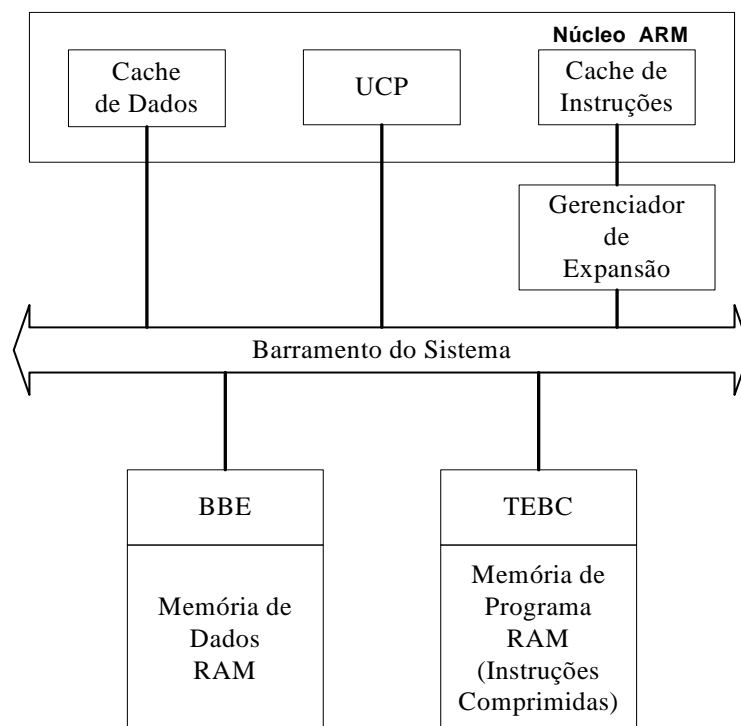 Núcleo ARM
Cache
de Dados
UCP
Cache de
Instruções
Gerenciador
de
Expansão
Barramento do Sistema
BBE
TEBC
Memória de
Dados
RAM
Memória de
Programa
RAM
(Instruções
Comprimidas)